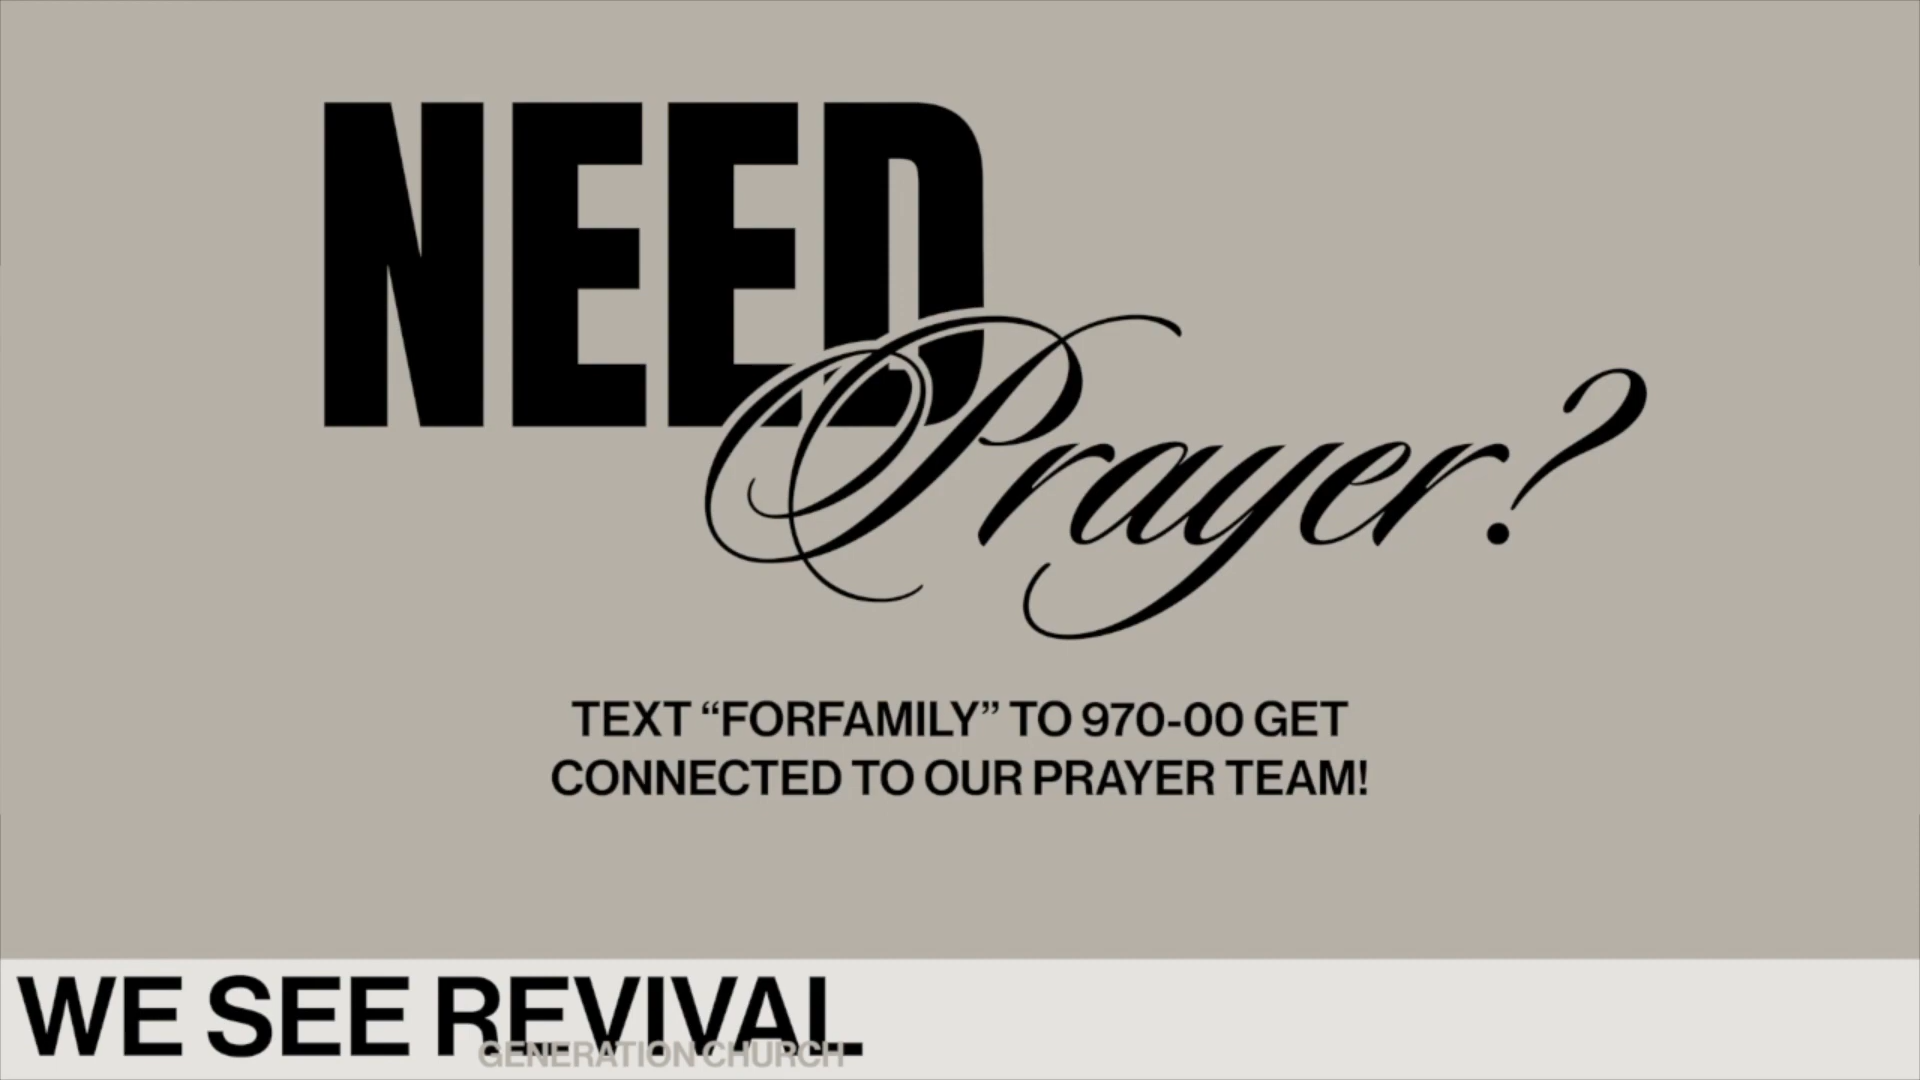 NEED
Prayer?
TEXT “FORFAMILY” TO 970-00 GET
CONNECTED TO OUR PRAYER TEAM!
WE SEE REVIVAL
GENERATION CHURCH